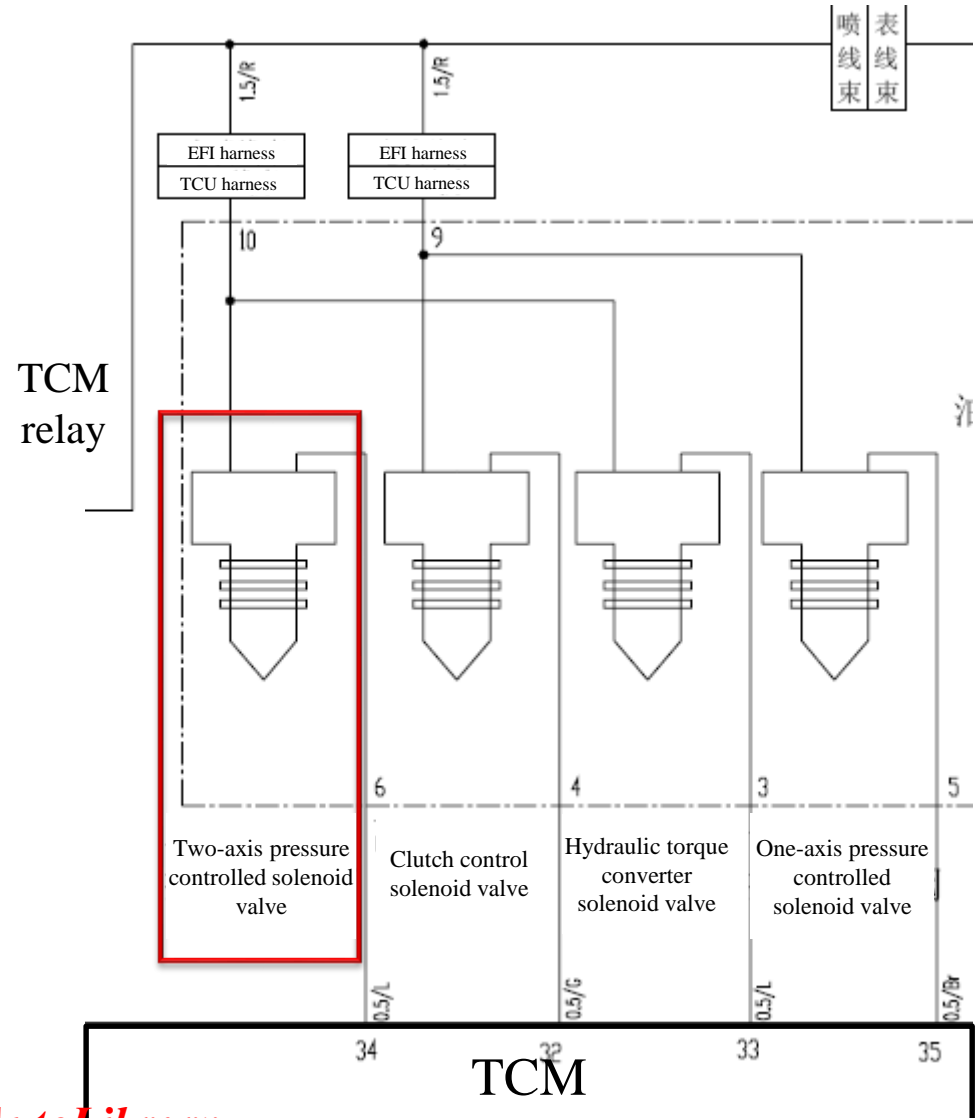 喷 表
线 线
束 束
1.5/R
1.5/R
EFI harness
TCU harness
EFI harness
TCU harness
10
9
TCM
relay
6
4
3
5
Two-axis pressure
controlled solenoid
valve
Clutch control
solenoid valve
Hydraulic torque
converter
solenoid valve
One-axis pressure
controlled
solenoid valve
0.5/L
0.5/G
0.5/L
0.5/Br
34
32
33
35
TCM